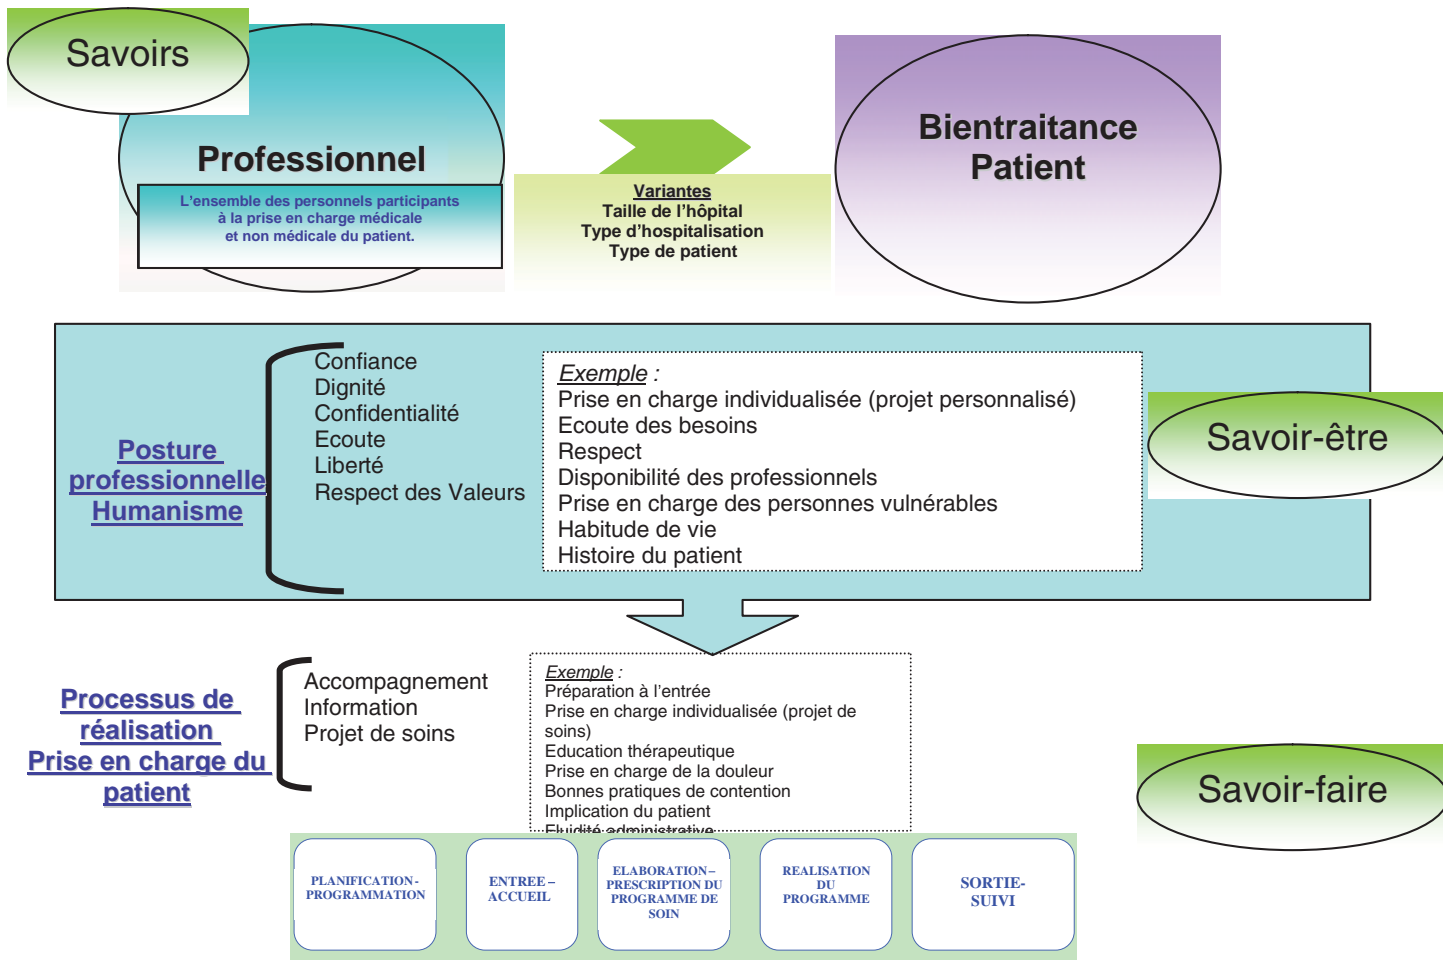 Savoirs
Professionnel
L'ensemble des personnels participants
à la prise en charge médicale
et non médicale du patient.
Variantes
Taille de l'hôpital
Type d'hospitalisation
Type de patient
Bientraitance
Patient
Posture
professionnelle
Humanisme
Confiance
Dignité
Confidentialité
Ecoute
Liberté
Respect des Valeurs
Exemple :
Prise en charge individualisée (projet personnalisé)
Ecoute des besoins
Respect
Disponibilité des professionnels
Prise en charge des personnes vulnérables
Habitude de vie
Histoire du patient
Savoir-être
Processus de
réalisation
Prise en charge du
patient
Accompagnement
Information
Projet de soins
Exemple :
Préparation à l'entrée
Prise en charge individualisée (projet de
soins)
Education thérapeutique
Prise en charge de la douleur
Bonnes pratiques de contention
Implication du patient
Fluidité administrative
Savoir-faire
PLANIFICATION-
PROGRAMMATION
ENTREE –
ACCUEIL
ELABORATION –
PRESCRIPTION DU
PROGRAMME DE
SOIN
REALISATION
DU
PROGRAMME
SORTIE-
SUIVI